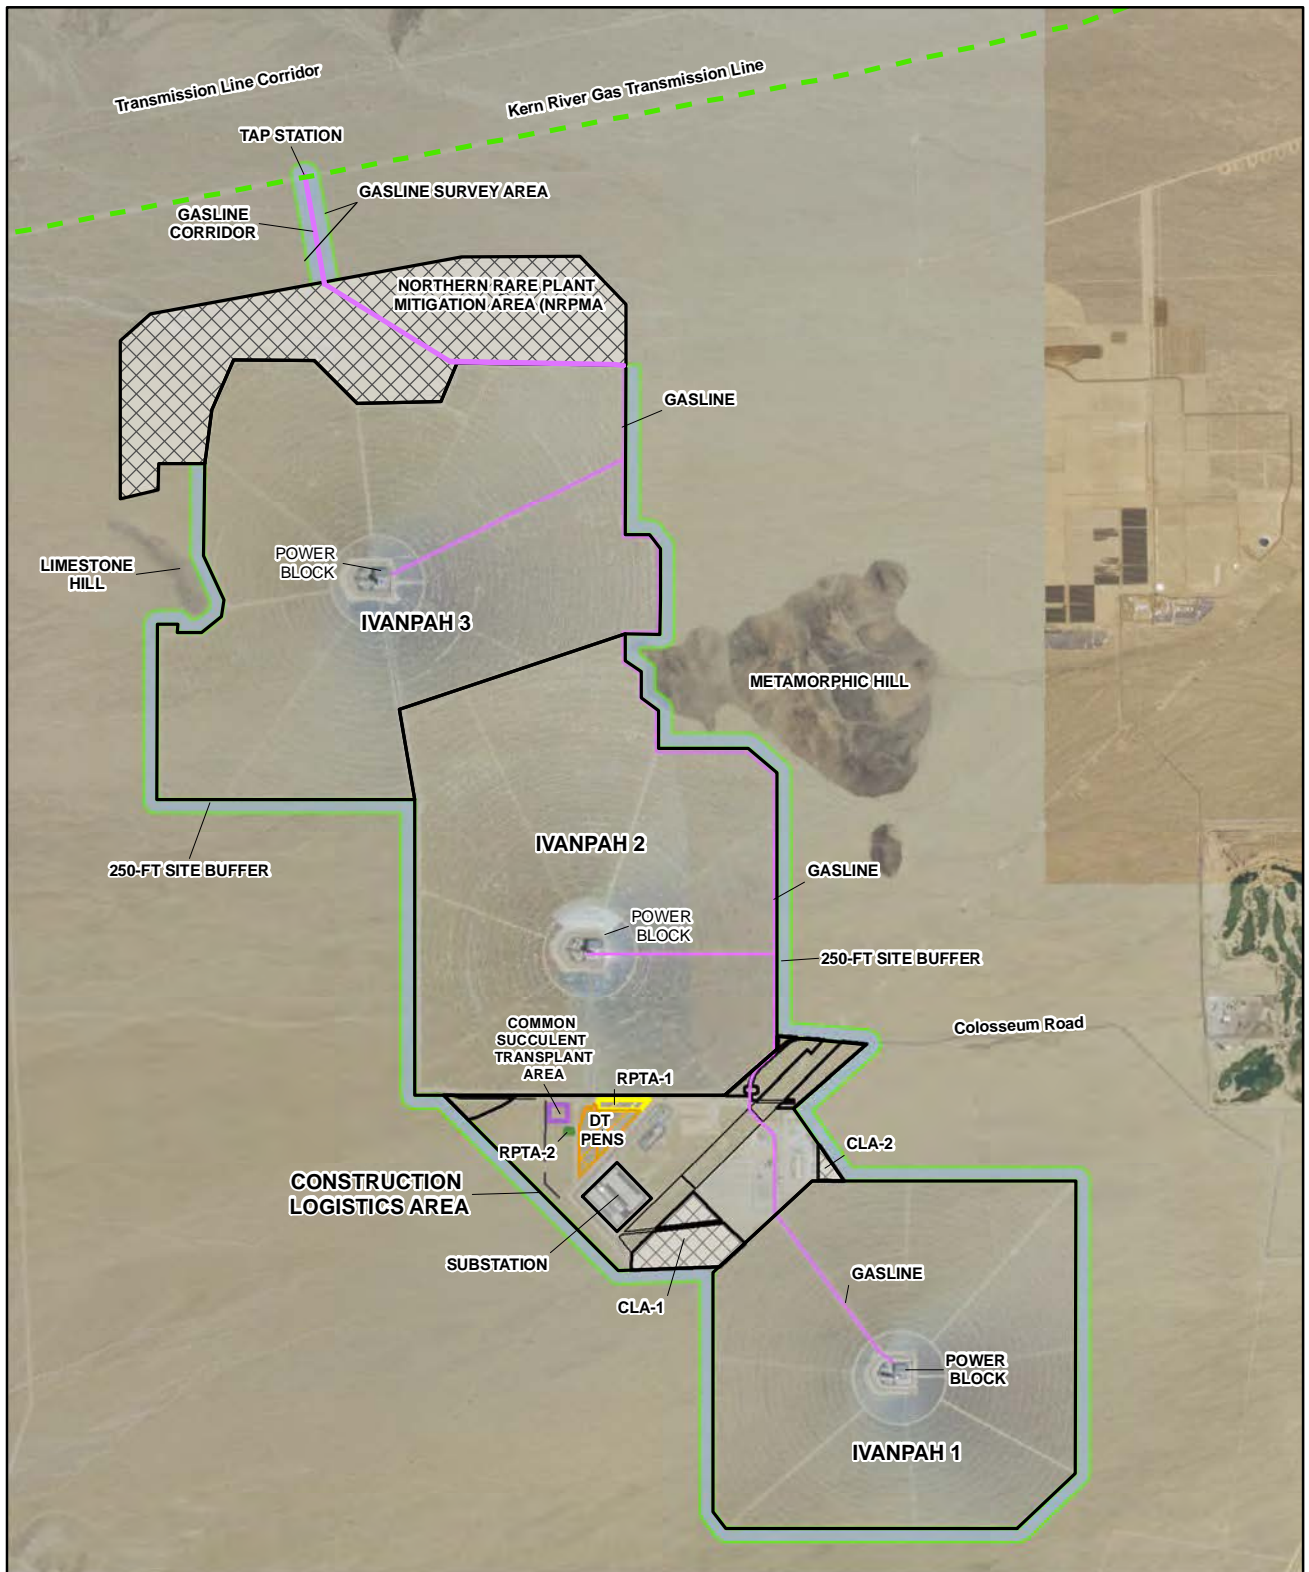 Transmission Line Corridor
Kern River Gas Transmission Line
TAP STATION
GASLINE SURVEY AREA
GASLINE
CORRIDOR
NORTHERN RARE PLANT
MITIGATION AREA (NRPMA
GASLINE
LIMESTONE
HILL
POWER
BLOCK
IVANPAH 3
METAMORPHIC HILL
IVANPAH 2
250-FT SITE BUFFER
GASLINE
POWER
BLOCK
250-FT SITE BUFFER
COMMON
SUCCULENT
TRANSPLANT
AREA
Colosseum Road
RPTA-1
DT
PENS
RPTA-2
CLA-2
CONSTRUCTION
LOGISTICS AREA
SUBSTATION
GASLINE
CLA-1
POWER
BLOCK
IVANPAH 1